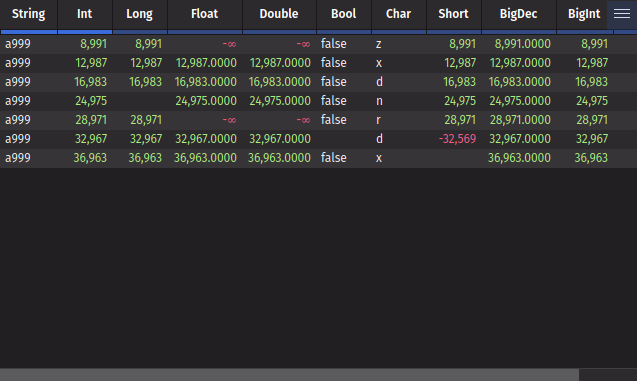 String Int Long Float Double Bool Char Short BigDec BigInt
a999 8,991 8,991 -∞ -∞ false z 8,991 8,991.0000 8,991
a999 12,987 12,987 12,987.0000 12,987.0000 false x 12,987 12,987.0000 12,987
a999 16,983 16,983 16,983.0000 16,983.0000 false d 16,983 16,983.0000 16,983
a999 24,975 24,975.0000 24,975.0000 false n 24,975 24,975.0000 24,975
a999 28,971 28,971 -∞ -∞ false r 28,971 28,971.0000 28,971
a999 32,967 32,967 32,967.0000 32,967.0000 d -32,569 32,967.0000 32,967
a999 36,963 36,963 36,963.0000 36,963.0000 false x 36,963.0000 36,963